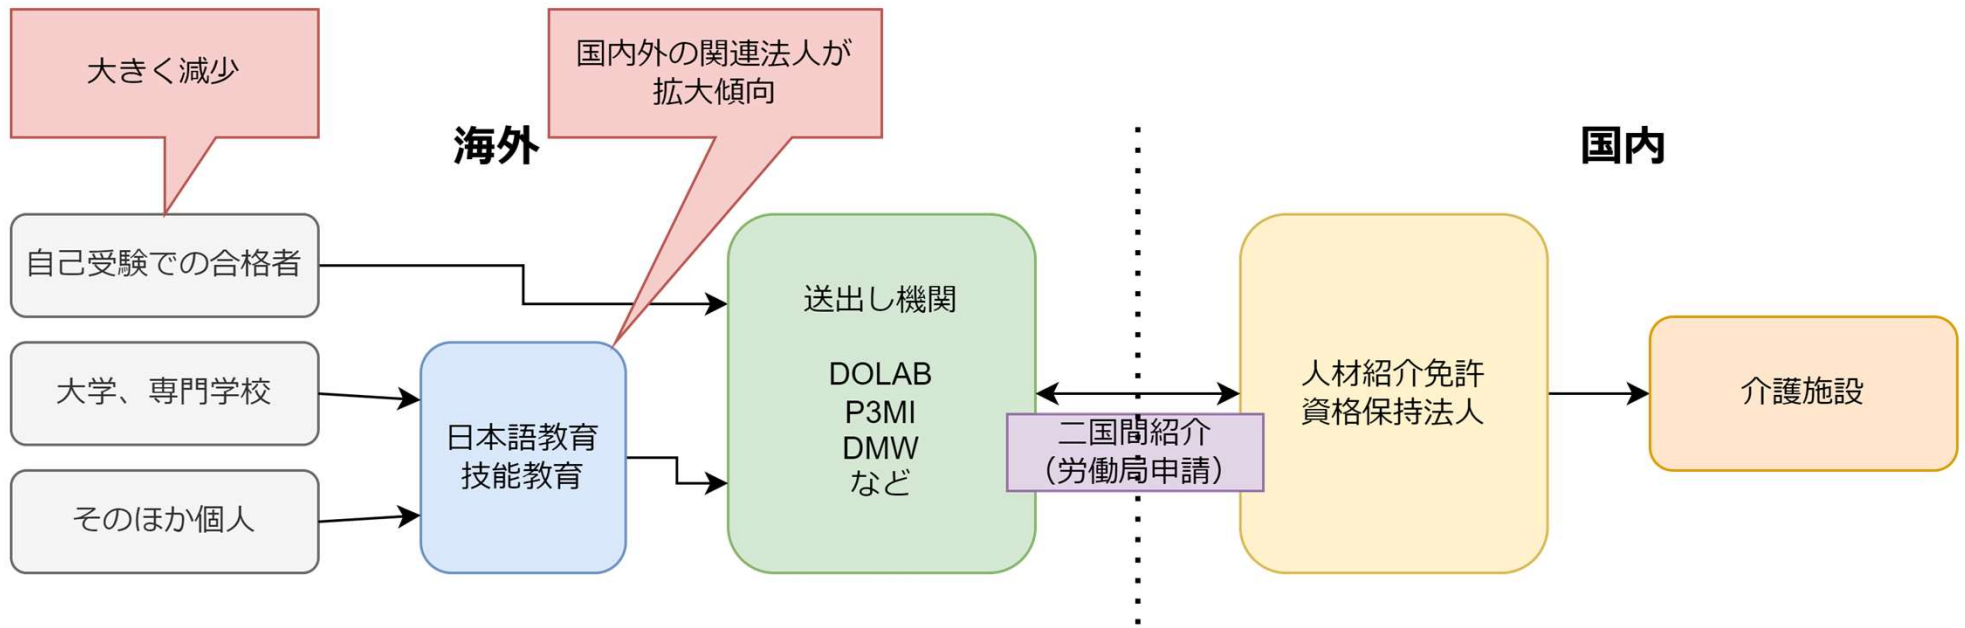 大きく減少
国内外の関連法人が
拡大傾向
海外
国内
自己受験での合格者
大学、専門学校
そのほか個人
日本語教育
技能教育
送出し機関
DOLAB
P3MI
DMW
など
二国間紹介
（労働局申請）
人材紹介免許
資格保持法人
介護施設